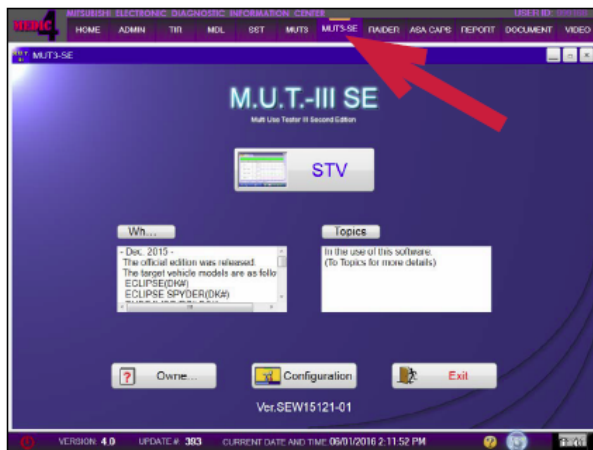 MITSUBISHI ELECTRONIC DIAGNOSTIC INFORMATION CENTER
USER ID:
MEDIC 4
HOME ADMIN TIR MDL SST MUT3 MUT3-SE RAIDER ASA CAPS REPORT DOCUMENT VIDEO
MUT3-SE
M.U.T.-III SE
Multi Use Tester III Second Edition
STV
Wh...
Topics
- Dec. 2015 -
The official edition was released.
The target vehicle models are as follo
ECLIPSE(DK#)
ECLIPSE SPYDER(DK#)
In the use of this software.
(To Topics for more details)
Owne...
Configuration
Exit
Ver.SEW15121-01
VERSION: 4.0 UPDATE #: 393 CURRENT DATE AND TIME 06/01/2016 2:11:52 PM